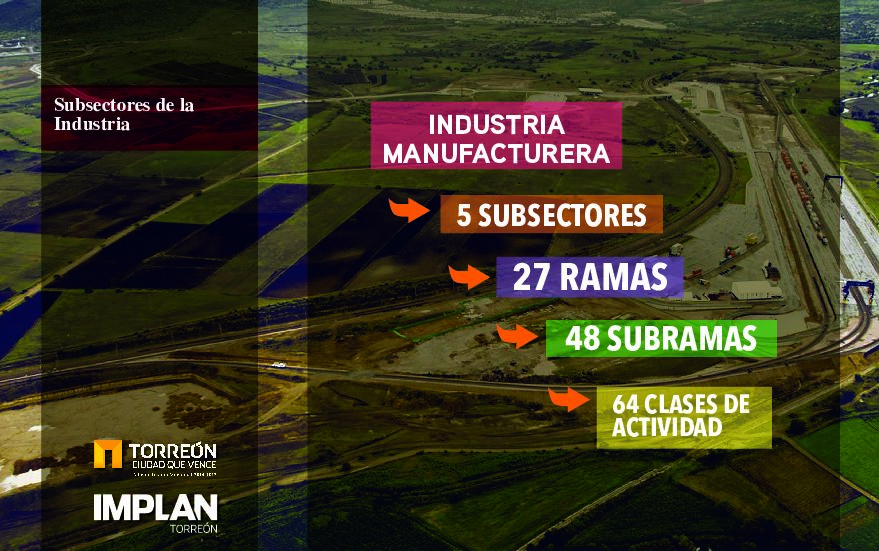 Subsectores de la
Industria
INDUSTRIA
MANUFACTURERA
5 SUBSECTORES
27 RAMAS
48 SUBRAMAS
64 CLASES DE
ACTIVIDAD
TORREÓN
CIUDAD QUE VENCE
IMPLAN
TORREÓN